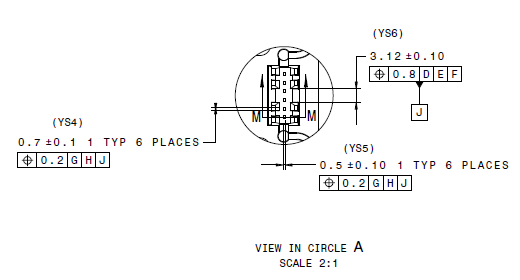 (YS6)
3.12 ±0.10
⌖ 0.8 D E F
J
M M
(YS4)
0.7 ±0.1 1 TYP 6 PLACES
⌖ 0.2 G H J
(YS5)
0.5 ±0.10 1 TYP 6 PLACES
⌖ 0.2 G H J
VIEW IN CIRCLE A
SCALE 2:1